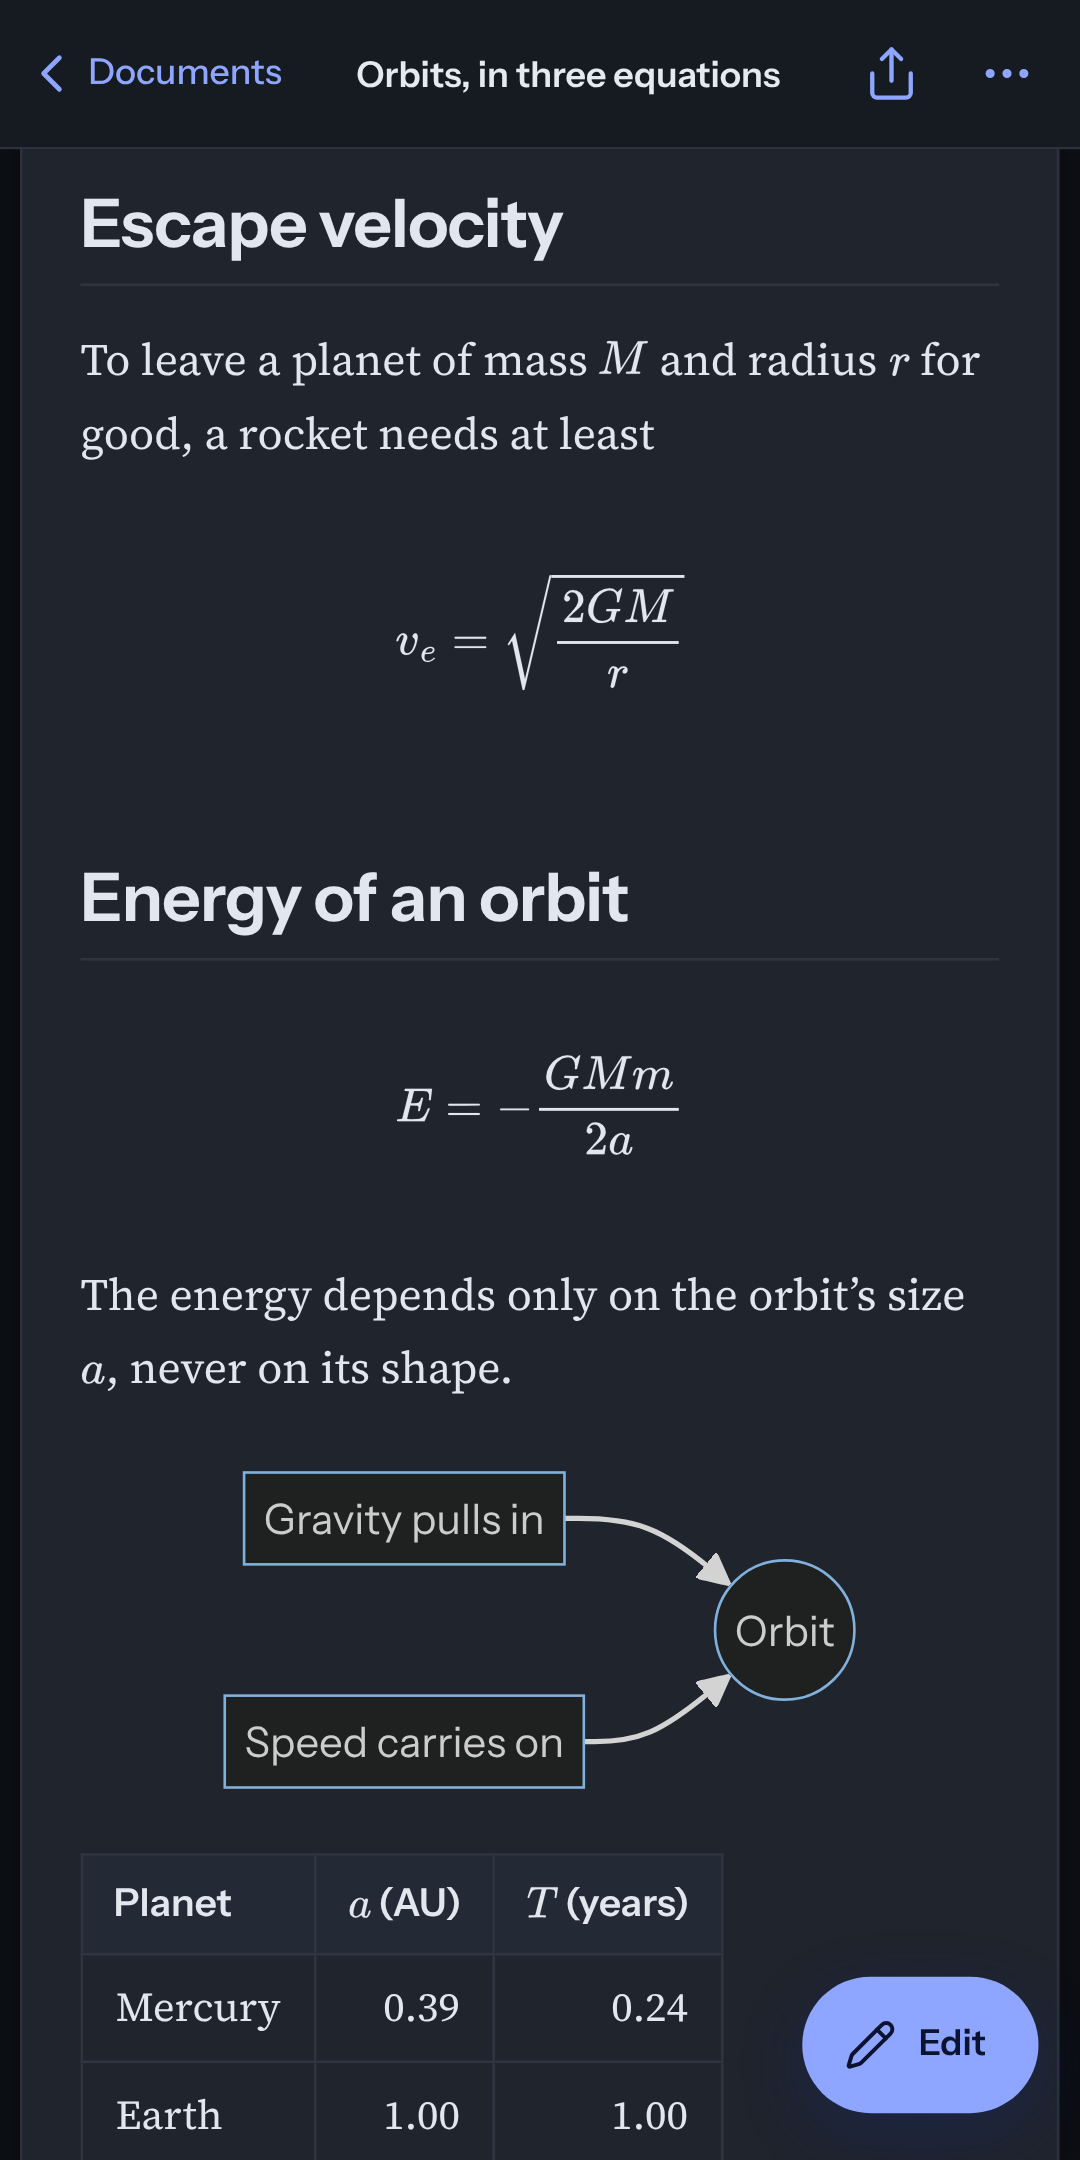 Documents
Orbits, in three equations
Escape velocity
To leave a planet of mass M and radius r for
good, a rocket needs at least
vₑ = √(2GM / r)
Energy of an orbit
E = −GMm / 2a
The energy depends only on the orbit’s size
a, never on its shape.
Gravity pulls in
Orbit
Speed carries on
Planet a (AU) T (years)
Mercury 0.39 0.24
Edit
Earth 1.00 1.00